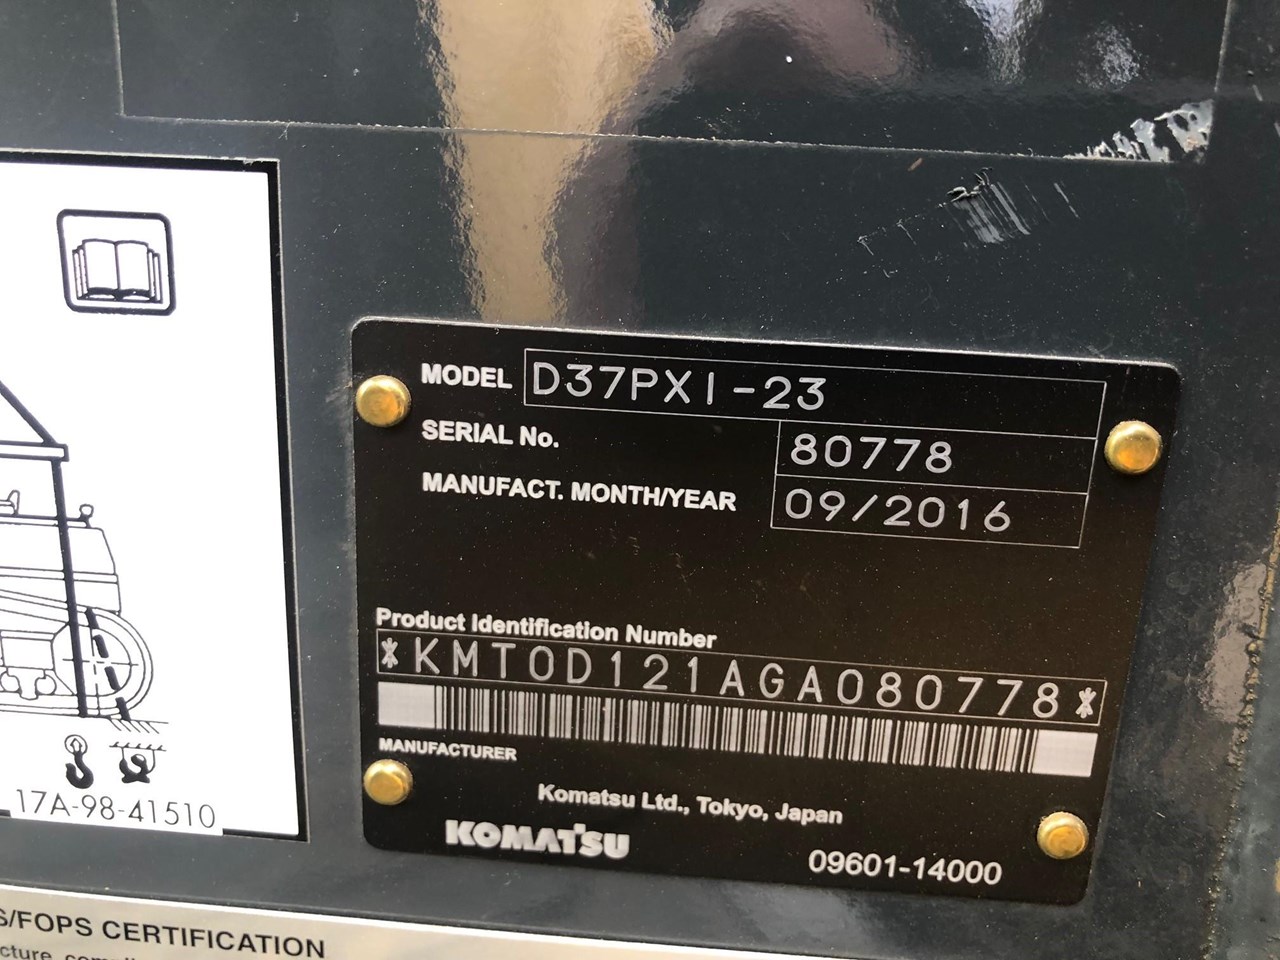 MODEL D37PXI-23
SERIAL No. 80778
MANUFACT. MONTH/YEAR 09/2016
Product Identification Number
*KMT0D121AGA080778*
MANUFACTURER
Komatsu Ltd., Tokyo, Japan
KOMATSU
09601-14000
17A-98-41510
S/FOPS CERTIFICATION